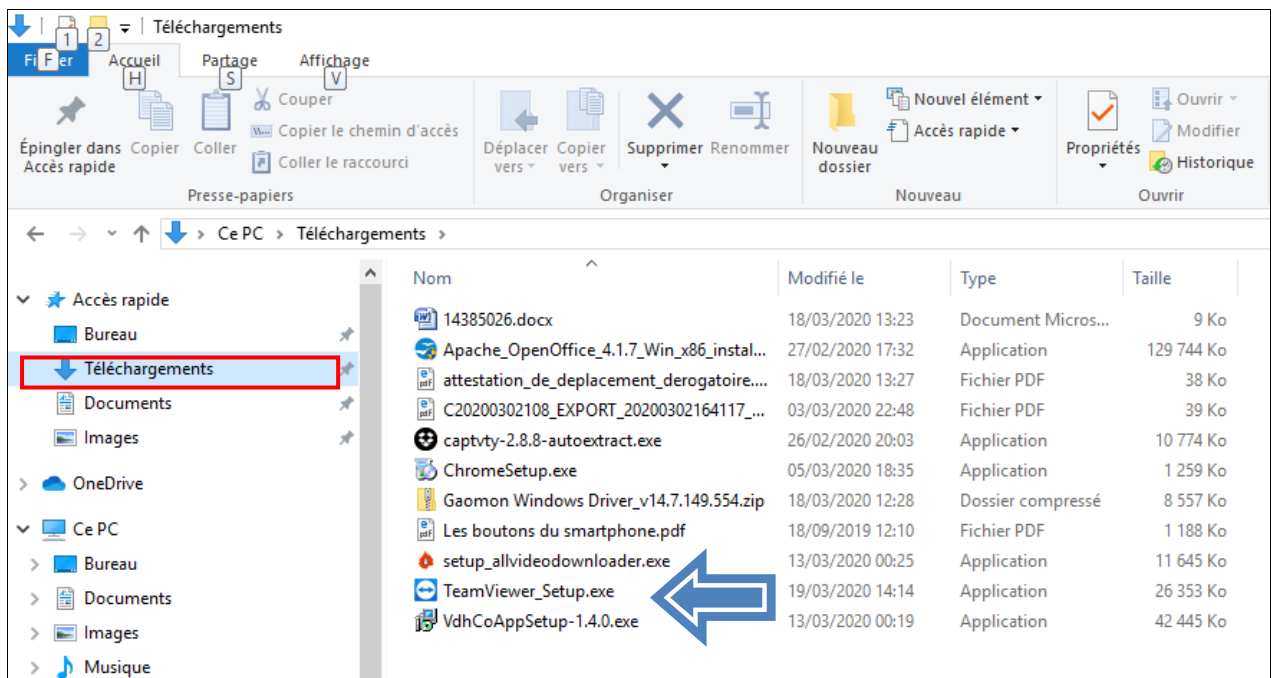 Téléchargements
1
2
Fi F er
Accueil
Partage
Affichage
H
S
V
Épingler dans
Accès rapide
Copier
Coller
Couper
Copier le chemin d'accès
Coller le raccourci
Presse-papiers
Déplacer
vers
Copier
vers
Supprimer
Renommer
Organiser
Nouveau
dossier
Nouvel élément
Accès rapide
Nouveau
Propriétés
Ouvrir
Modifier
Historique
Ouvrir
Ce PC > Téléchargements >
Accès rapide
Bureau
Téléchargements
Documents
Images
OneDrive
Ce PC
Bureau
Documents
Images
Musique
Nom Modifié le Type Taille
14385026.docx 18/03/2020 13:23 Document Micros... 9 Ko
Apache_OpenOffice_4.1.7_Win_x86_instal... 27/02/2020 17:32 Application 129 744 Ko
attestation_de_deplacement_derogatoire.... 18/03/2020 13:27 Fichier PDF 38 Ko
C20200302108_EXPORT_20200302164117_... 03/03/2020 22:48 Fichier PDF 39 Ko
captvty-2.8.8-autoextract.exe 26/02/2020 20:03 Application 10 774 Ko
ChromeSetup.exe 05/03/2020 18:35 Application 1 259 Ko
Gaomon Windows Driver_v14.7.149.554.zip 18/03/2020 12:28 Dossier compressé 8 557 Ko
Les boutons du smartphone.pdf 18/09/2019 12:10 Fichier PDF 1 188 Ko
setup_allvideodownloader.exe 13/03/2020 00:25 Application 11 645 Ko
TeamViewer_Setup.exe 19/03/2020 14:14 Application 26 353 Ko
VdhCoAppSetup-1.4.0.exe 13/03/2020 00:19 Application 42 445 Ko